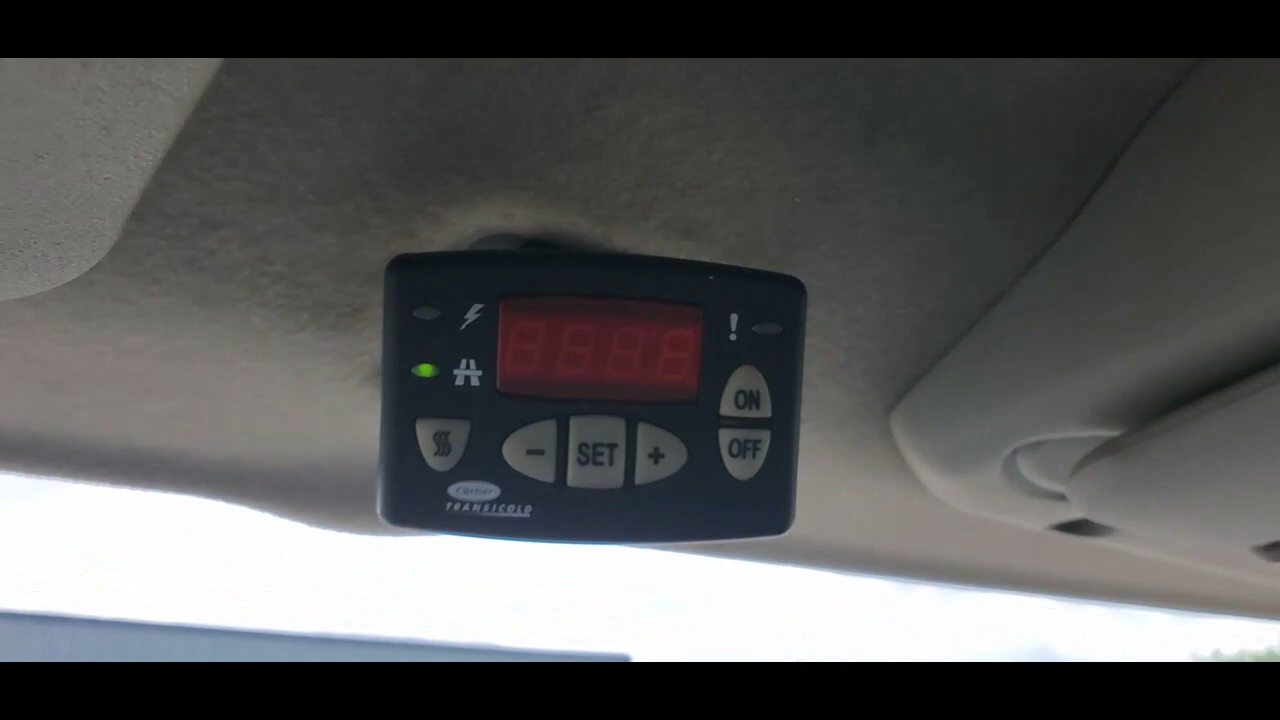 !
ON
- SET +
OFF
Carrier
TRANSICOLD